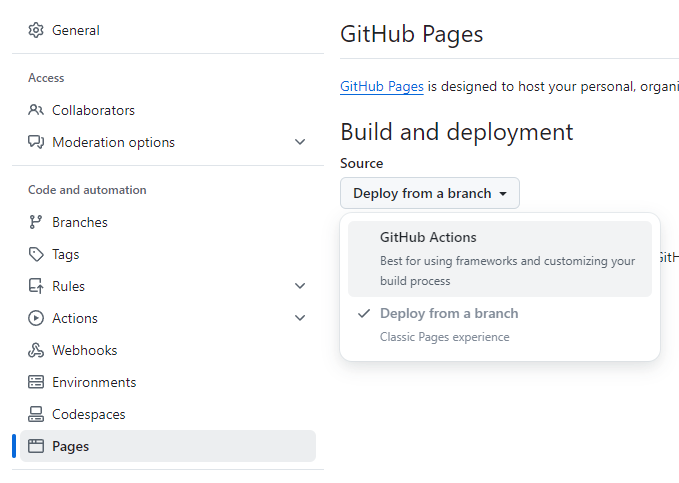 General
Access
Collaborators
Moderation options
Code and automation
Branches
Tags
Rules
Actions
Webhooks
Environments
Codespaces
Pages
GitHub Pages
GitHub Pages is designed to host your personal,
Build and deployment
Source
Deploy from a branch
GitHub Actions
Best for using frameworks and customizing your
build process
Deploy from a branch
Classic Pages experience